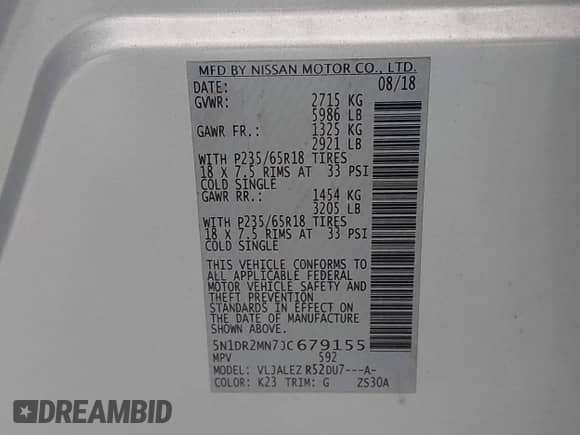 MFD BY NISSAN MOTOR CO., LTD.
DATE: 08/18
GVWR: 2715 KG
5986 LB
GAWR FR.: 1325 KG
2921 LB
WITH P235/65R18 TIRES
18 X 7.5 RIMS AT 33 PSI
COLD SINGLE
GAWR RR.: 1454 KG
3205 LB
WITH P235/65R18 TIRES
18 X 7.5 RIMS AT 33 PSI
COLD SINGLE
THIS VEHICLE CONFORMS TO
ALL APPLICABLE FEDERAL
MOTOR VEHICLE SAFETY AND
THEFT PREVENTION
STANDARDS IN EFFECT ON
THE DATE OF MANUFACTURE
SHOWN ABOVE.
5N1DR2MN7JC679155
MPV 592
MODEL: VLJALEZ R52DU7---A-
COLOR: K23 TRIM: G ZS30A
DREAMBID